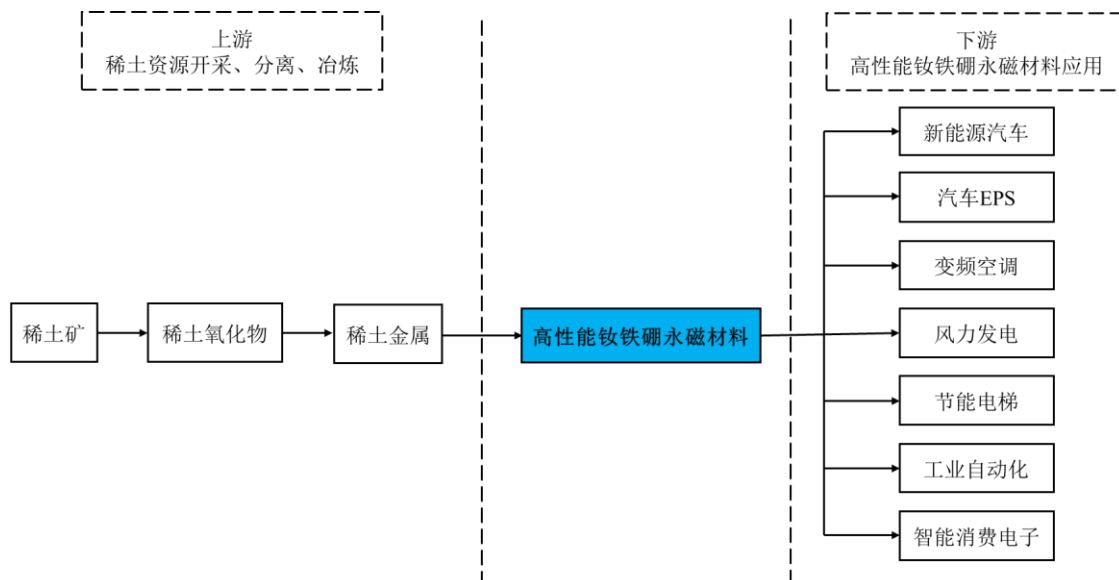 上游
稀土资源开采、分离、冶炼
下游
高性能钕铁硼永磁材料应用
稀土矿
稀土氧化物
稀土金属
高性能钕铁硼永磁材料
新能源汽车
汽车EPS
变频空调
风力发电
节能电梯
工业自动化
智能消费电子